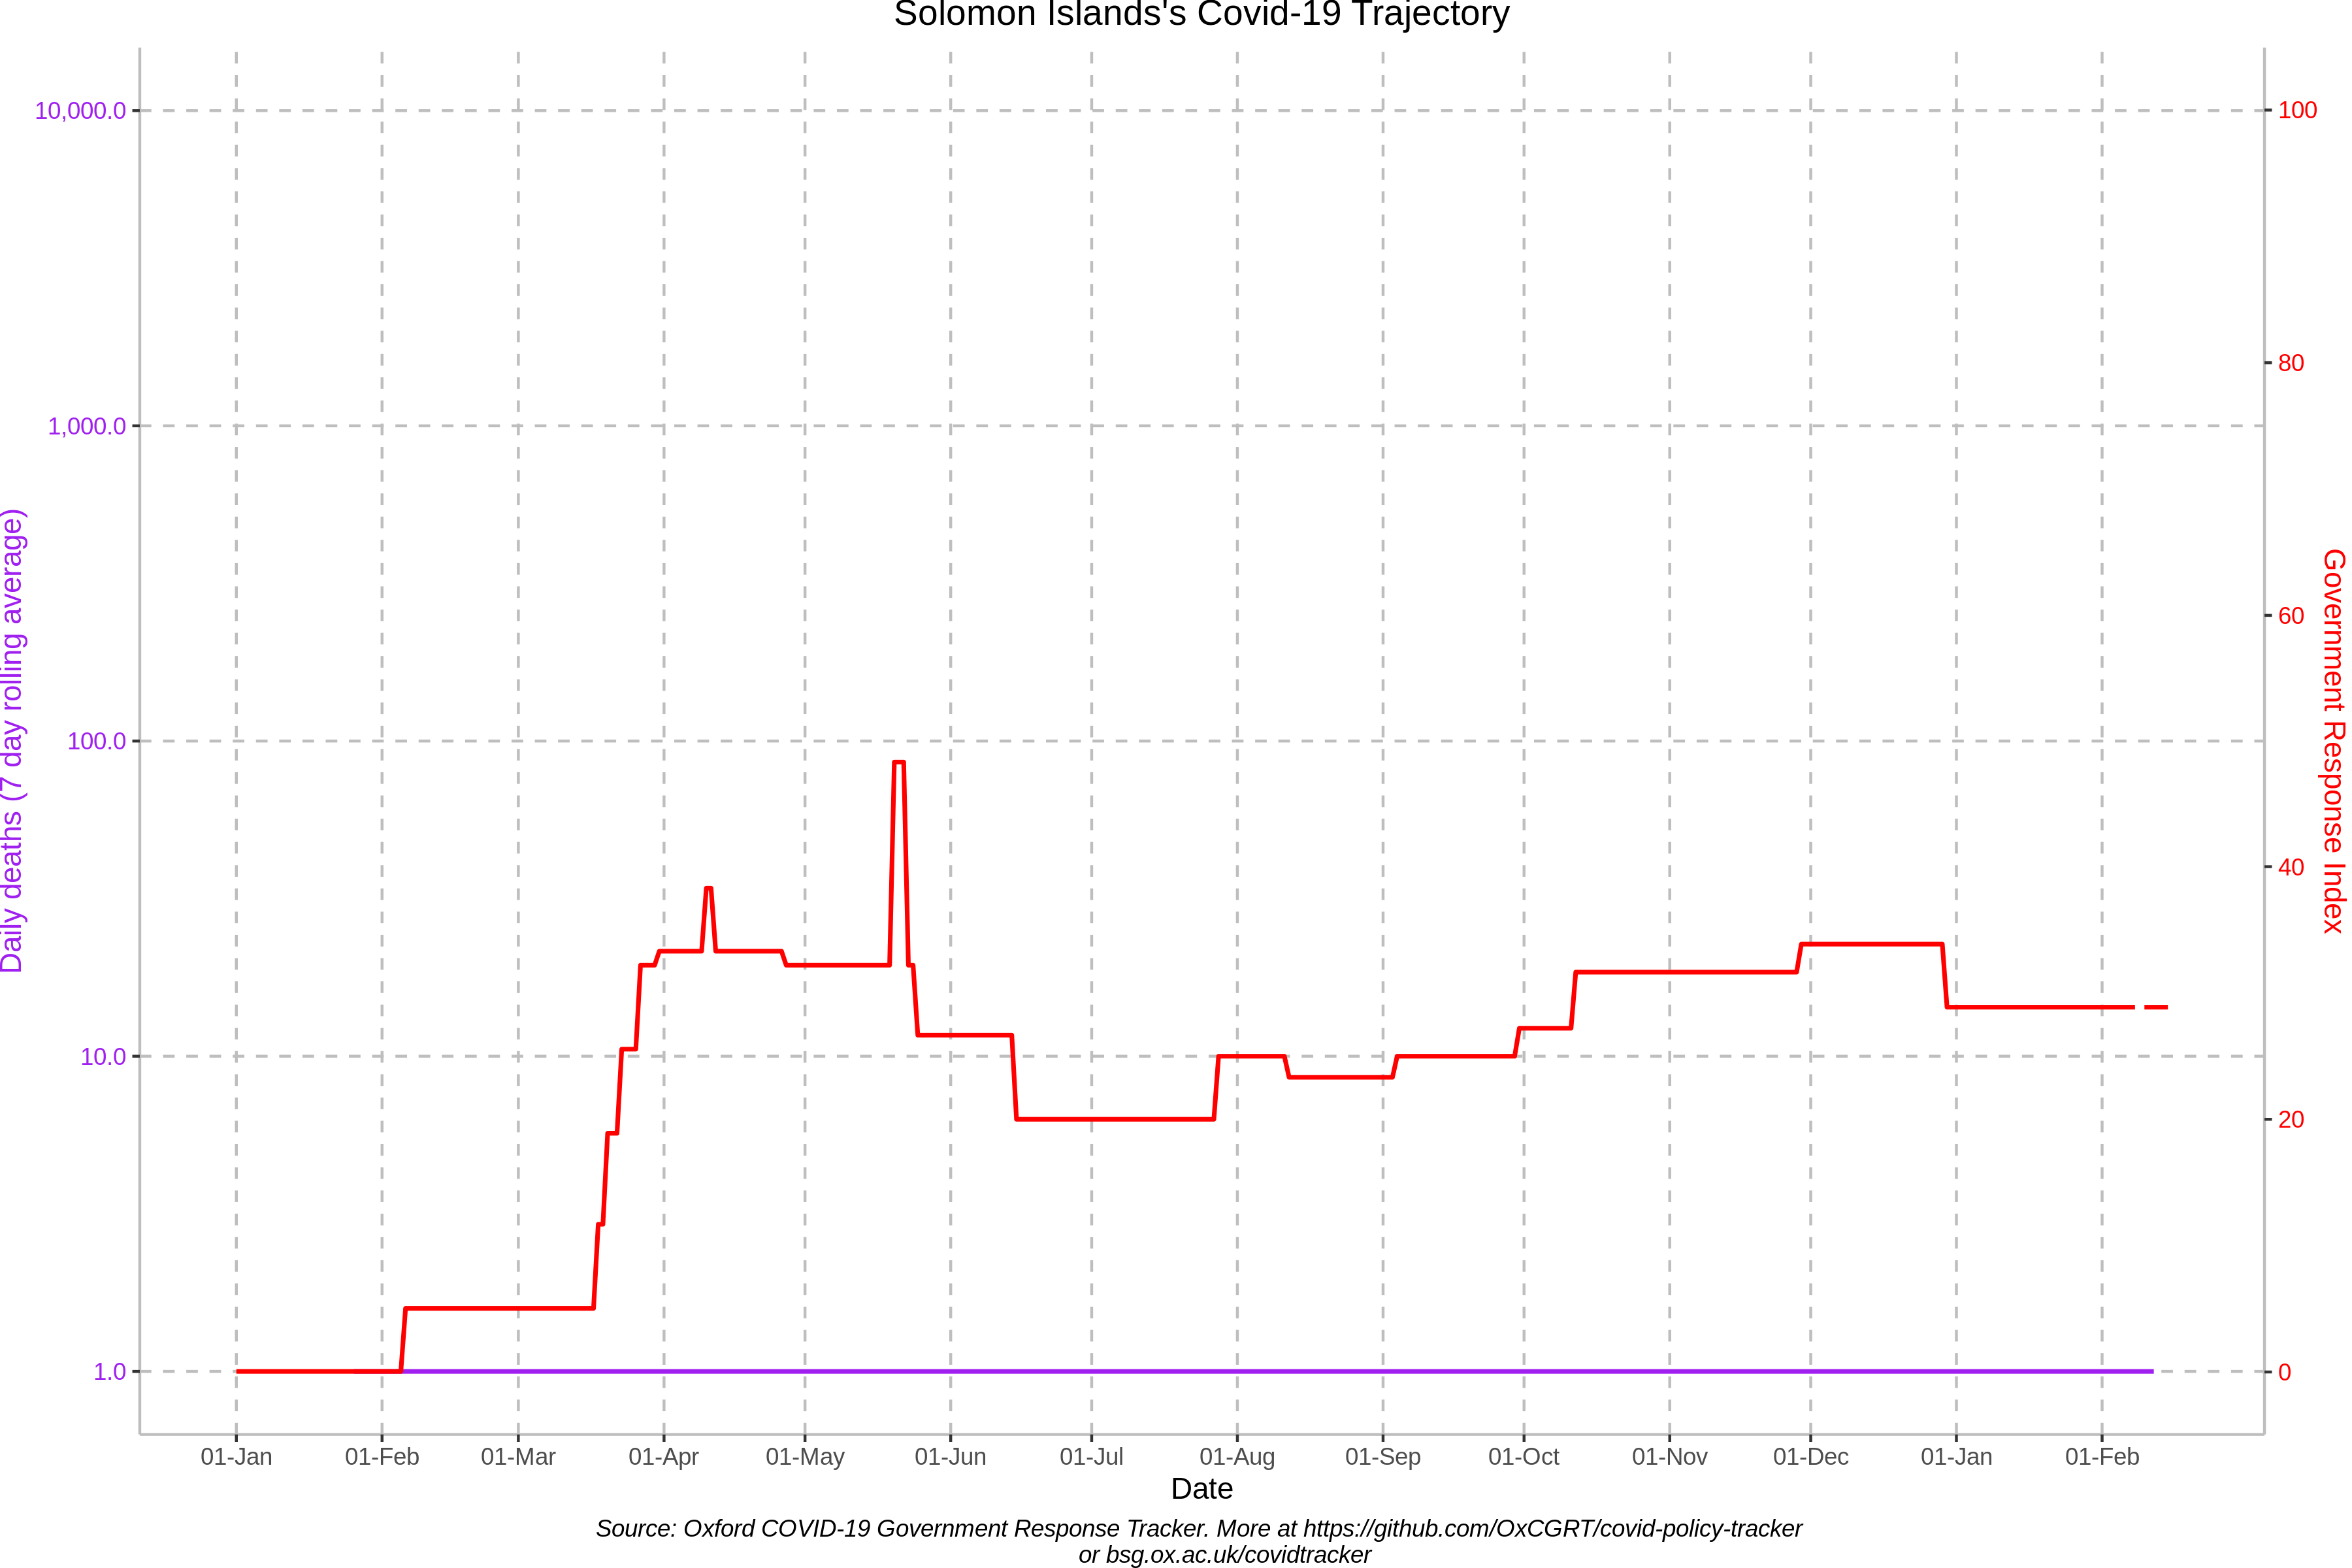 Solomon Islands's Covid-19 Trajectory
10,000.0
1,000.0
100.0
10.0
1.0
Daily deaths (7 day rolling average)
100
80
60
40
20
0
Government Response Index
01-Jan 01-Feb 01-Mar 01-Apr 01-May 01-Jun 01-Jul 01-Aug 01-Sep 01-Oct 01-Nov 01-Dec 01-Jan 01-Feb
Date
Source: Oxford COVID-19 Government Response Tracker. More at https://github.com/OxCGRT/covid-policy-tracker
or bsg.ox.ac.uk/covidtracker